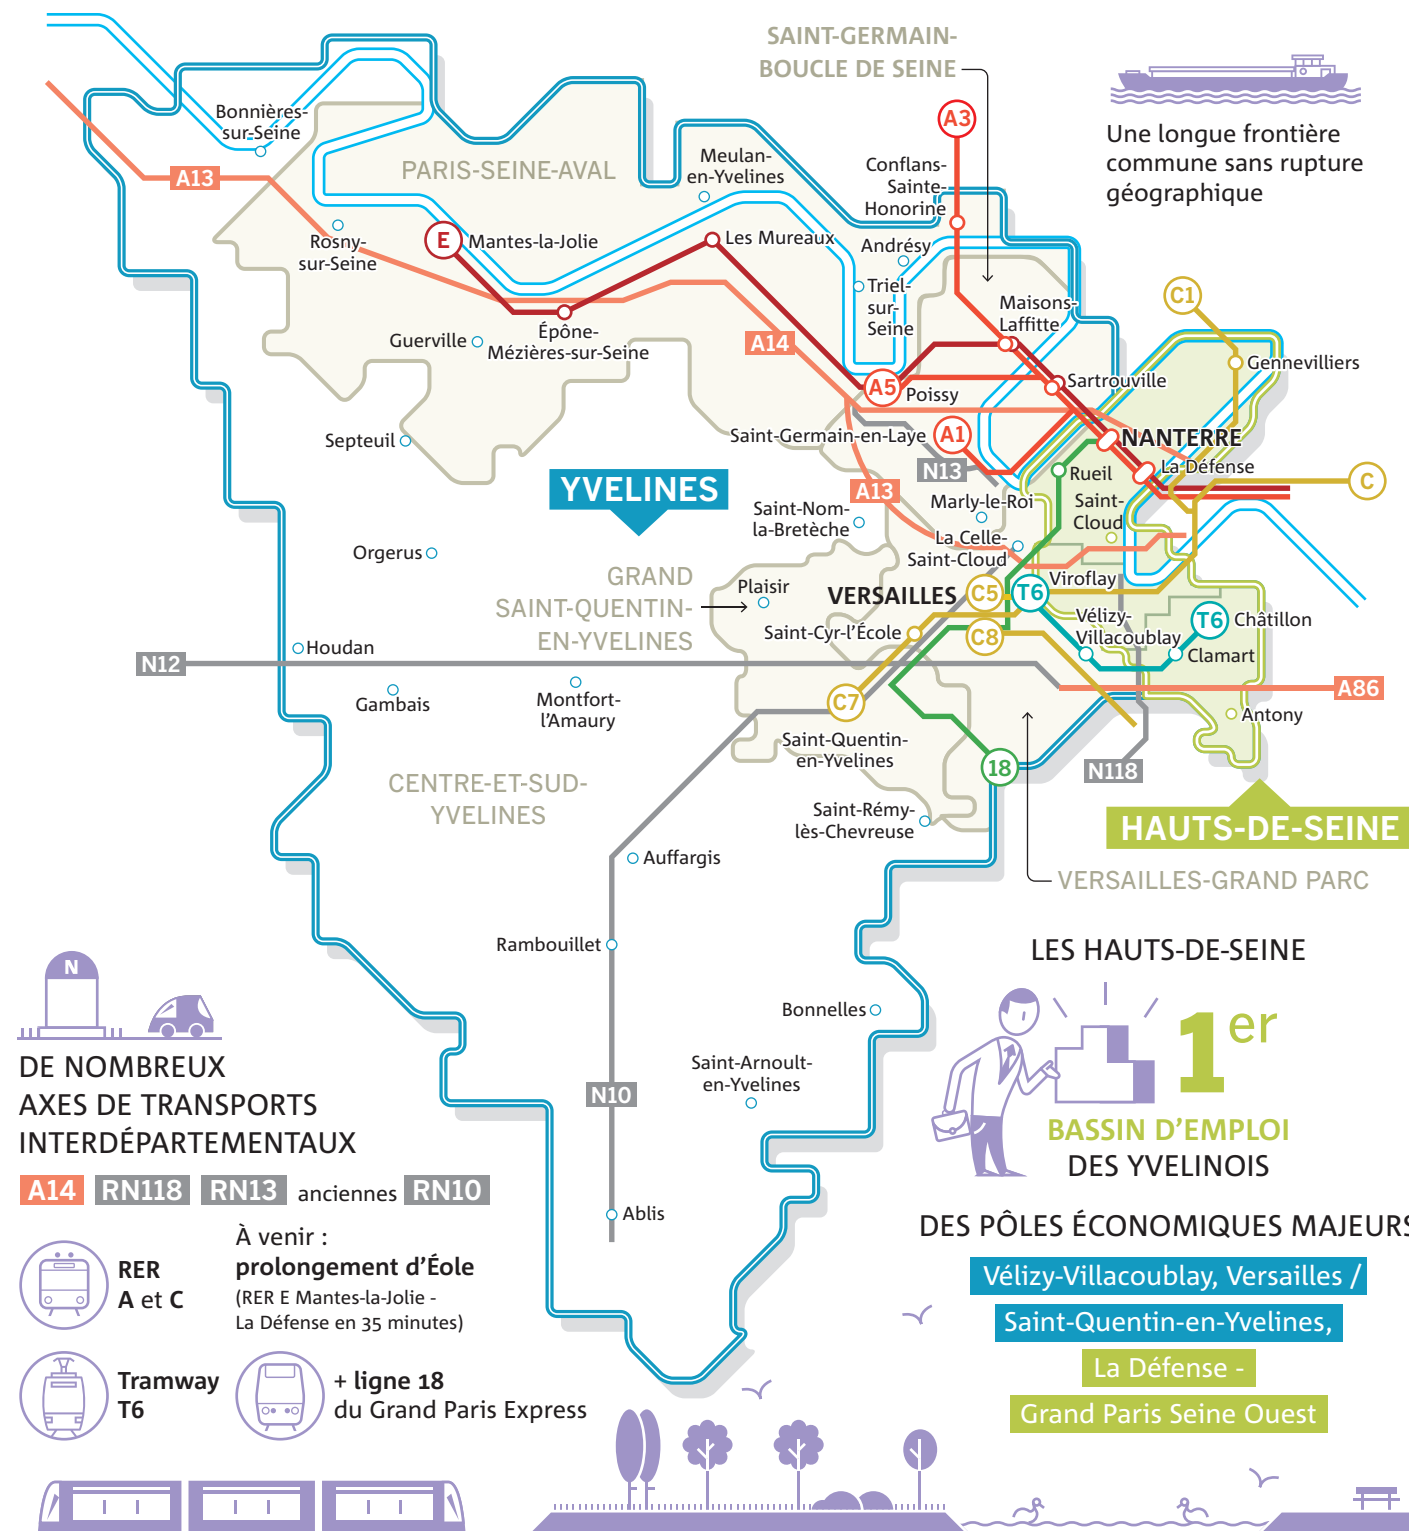 SAINT-GERMAIN-
BOUCLE DE SEINE
Une longue frontière
commune sans rupture
géographique
A3
Bonnières-
sur-Seine
A13
PARIS-SEINE-AVAL
Meulan-
en-Yvelines
Conflans-
Sainte-
Honorine
Rosny-
sur-Seine
E
Mantes-la-Jolie
Les Mureaux
Andrésy
Triel-
sur-
Seine
Maisons-
Laffitte
C1
Guerville
Épône-
Mézières-sur-Seine
A14
Gennevilliers
A5
Poissy
Sartrouville
Septeuil
Saint-Germain-en-Laye
A1
NANTERRE
N13
Rueil
La Défense
C
YVELINES
A13
Marly-le-Roi
Saint-
Cloud
Saint-Nom-
la-Bretèche
Orgerus
La Celle-
Saint-Cloud
GRAND
SAINT-QUENTIN-
EN-YVELINES
Plaisir
VERSAILLES
C5
T6
Viroflay
Vélizy-
Villacoublay
T6
Châtillon
Saint-Cyr-l’École
C8
Clamart
N12
Houdan
Gambais
Montfort-
l’Amaury
C7
A86
Antony
Saint-Quentin-
en-Yvelines
18
N118
CENTRE-ET-SUD-
YVELINES
Saint-Rémy-
lès-Chevreuse
HAUTS-DE-SEINE
Auffargis
VERSAILLES-GRAND PARC
Rambouillet
LES HAUTS-DE-SEINE
1er
BASSIN D’EMPLOI
DES YVELINOIS
Bonnelles
Saint-Arnoult-
en-Yvelines
N10
Ablis
N
DE NOMBREUX
AXES DE TRANSPORTS
INTERDÉPARTEMENTAUX
A14 RN118 RN13 anciennes RN10
RER
A et C
À venir :
prolongement d’Éole
(RER E Mantes-la-Jolie -
La Défense en 35 minutes)
Tramway
T6
+ ligne 18
du Grand Paris Express
DES PÔLES ÉCONOMIQUES MAJEURS
Vélizy-Villacoublay, Versailles /
Saint-Quentin-en-Yvelines,
La Défense -
Grand Paris Seine Ouest